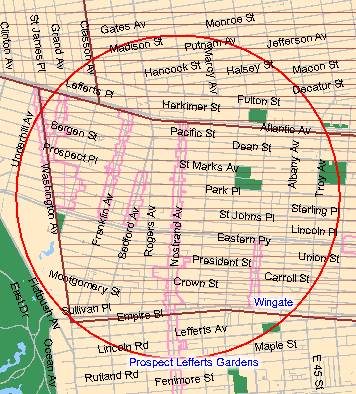 Clinton Av
St James Pl
Grand Av
Classon Av
Gates Av
Monroe St
Madison St
Putnam Av
Jefferson Av
Marcy Av
Hancock St
Halsey St
Macon St
Lefferts Pl
Decatur St
Herkimer St
Fulton St
Underhill Av
Bergen St
Pacific St
Atlantic Av
Dean St
Prospect Pl
St Marks Av
Albany Av
Troy Av
Washington Av
Park Pl
Franklin Av
Bedford Av
Rogers Av
Nostrand Av
St Johns Pl
Sterling Pl
Lincoln Pl
Eastern Py
Union St
President St
Montgomery St
Crown St
Carroll St
East Dr
Flatbush Av
Wingate
Sullivan Pl
Empire Bl
Lefferts Av
Ocean Av
Lincoln Rd
Maple St
Prospect Lefferts Gardens
Rutland Rd
Fenimore St
E 45 St